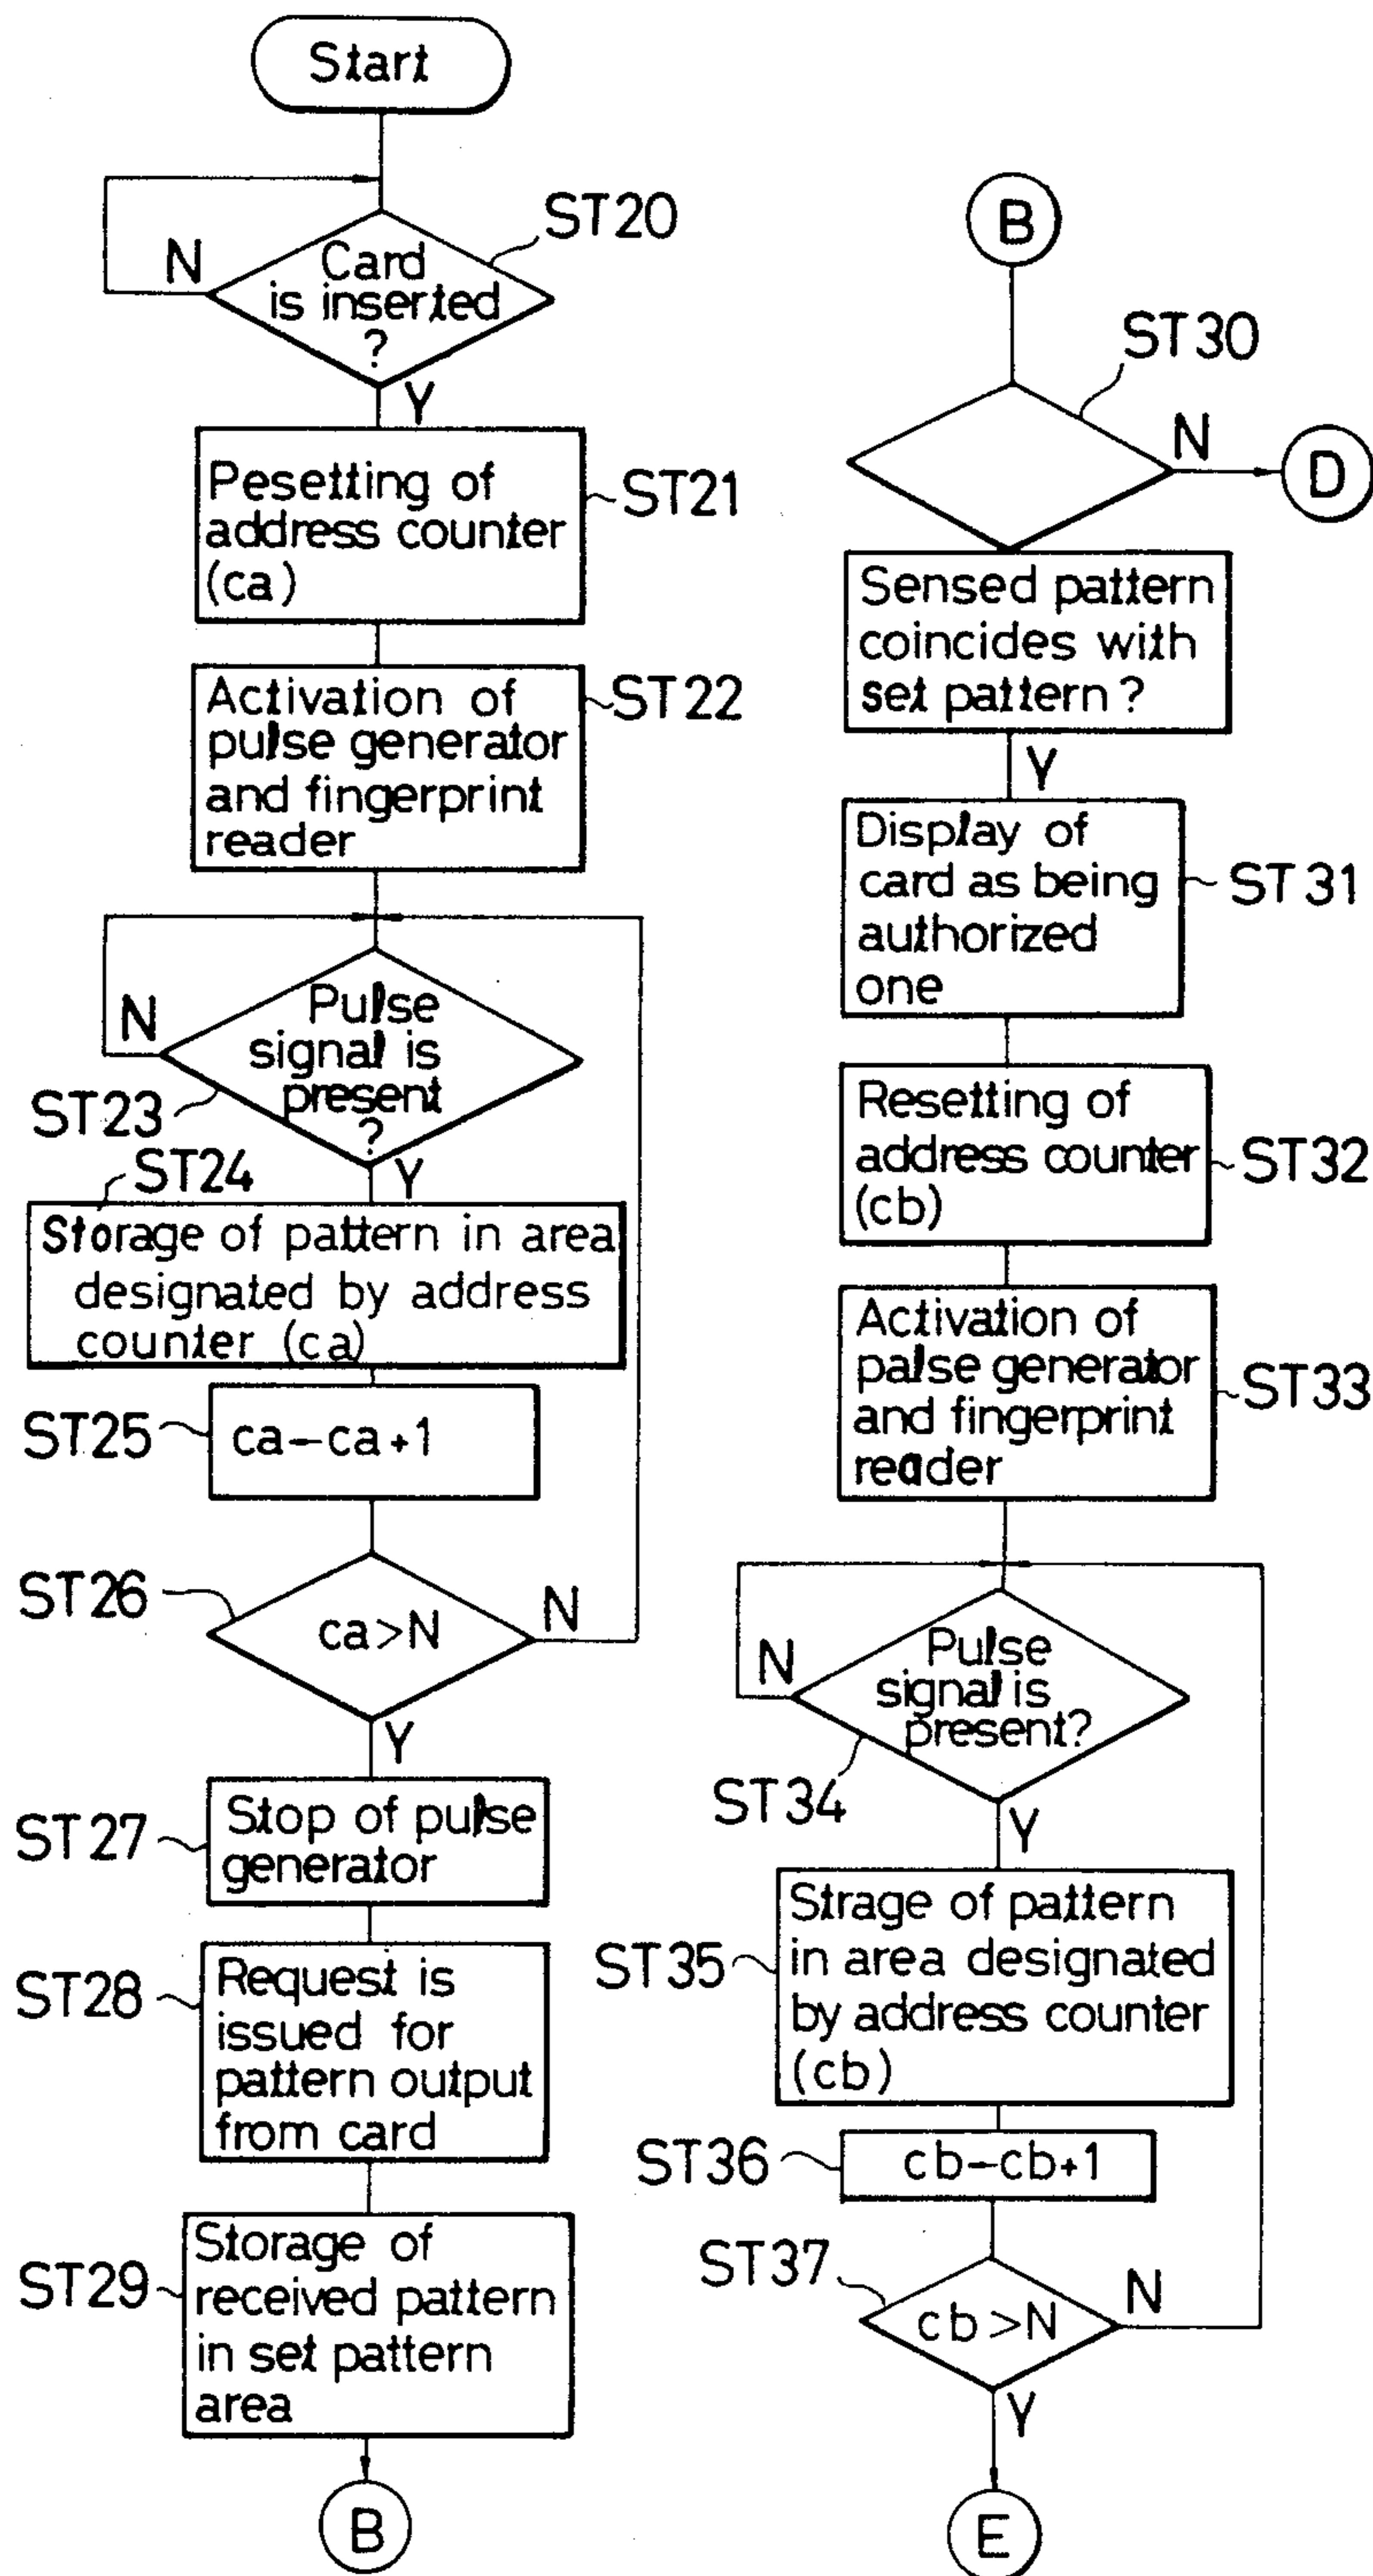 Start
ST20
N
Card
is inserted
?
Y
Pesetting of
address counter
(ca)
ST21
Activation of
pulse generator
and fingerprint
reader
ST22
N
Pulse
signal is
present
?
ST23
Y
ST24
Storage of pattern in area
designated by address
counter (ca)
ST25
ca←ca+1
ST26
ca>N
N
Y
ST27
Stop of pulse
generator
ST28
Request is
issued for
pattern output
from card
ST29
Storage of
received pattern
in set pattern
area
B
B
ST30
N
D
Sensed pattern
coincides with
set pattern?
Y
Display of
card as being
authorized
one
ST31
Resetting of
address counter
(cb)
ST32
Activation of
palse generator
and fingerprint
reader
ST33
N
Pulse
signal is
present?
ST34
Y
Strage of pattern
in area designated
by address counter
(cb)
ST35
ST36
cb←cb+1
ST37
cb>N
N
Y
E